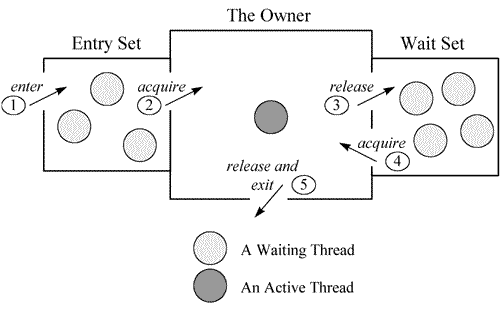 The Owner
Entry Set
Wait Set
enter
1
acquire
2
release
3
acquire
4
release and
exit
5
A Waiting Thread
An Active Thread